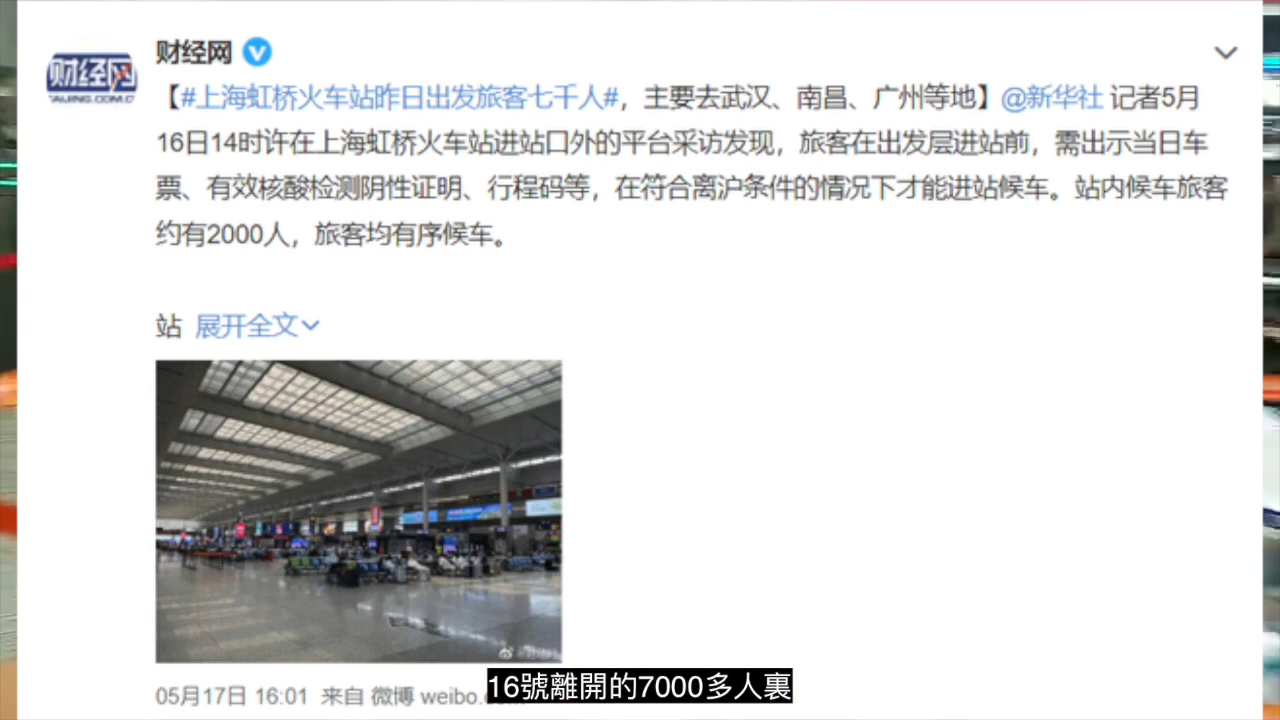 财经网
财经网
【#上海虹桥火车站昨日出发旅客七千人#，主要去武汉、南昌、广州等地】@新华社 记者5月
16日14时许在上海虹桥火车站进站口外的平台采访发现，旅客在出发层进站前，需出示当日车
票、有效核酸检测阴性证明、行程码等，在符合离沪条件的情况下才能进站候车。站内候车旅客
约有2000人，旅客均有序候车。
站 展开全文
05月17日 16:01 来自 微博 weibo.
16號離開的7000多人裏